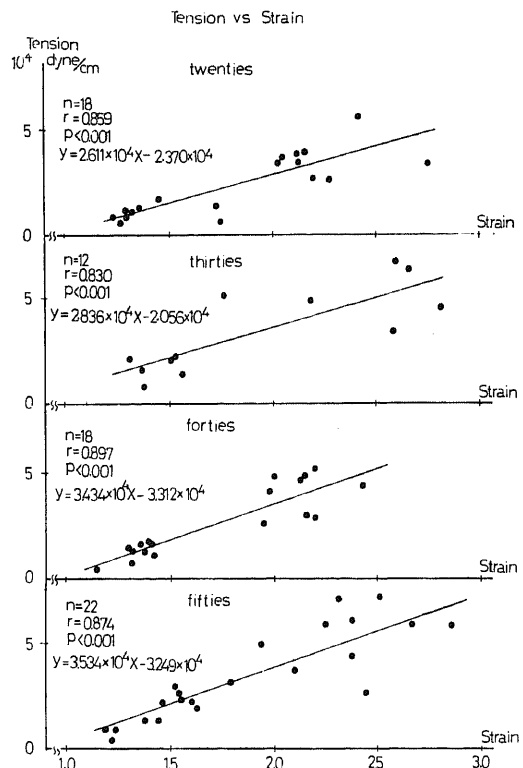 Tension vs Strain
Tension
10⁴ dyne/cm
twenties
n=18
r=0.859
p<0.001
y=2.611×10⁴X−2.370×10⁴
5
0
Strain
thirties
n=12
r=0.830
p<0.001
y=2.836×10⁴X−2.056×10⁴
5
0
Strain
forties
n=18
r=0.897
p<0.001
y=3.434×10⁴X−3.312×10⁴
5
0
Strain
fifties
n=22
r=0.874
p<0.001
y=3.534×10⁴X−3.249×10⁴
5
0
Strain
1.0 1.5 2.0 2.5 3.0